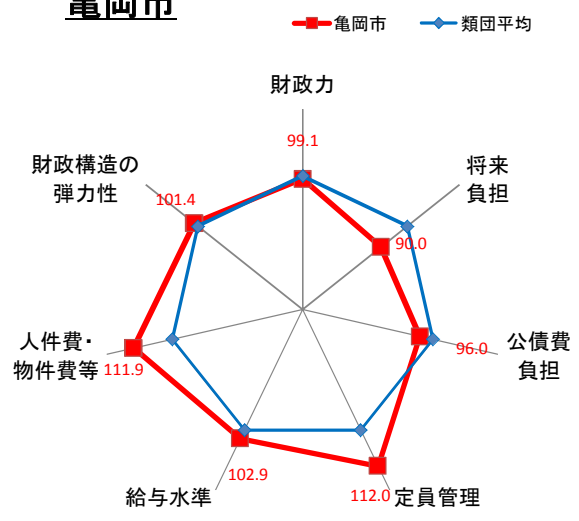 亀岡市
亀岡市 類団平均
財政力
99.1
財政構造の
弾力性
101.4
将来
負担
90.0
人件費・
物件費等
111.9
公債費
負担
96.0
給与水準
102.9
定員管理
112.0